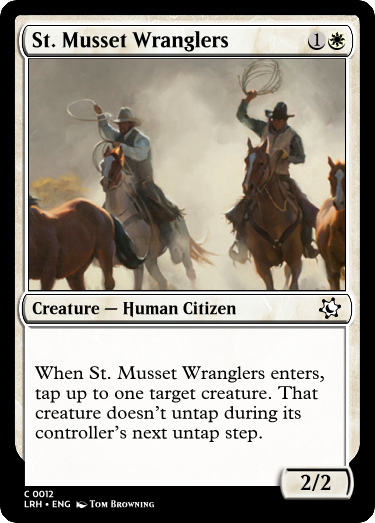 St. Musset Wranglers 1
Creature — Human Citizen
When St. Musset Wranglers enters,
tap up to one target creature. That
creature doesn't untap during its
controller's next untap step.
2/2
C 0012
LRH • ENG Tom Browning